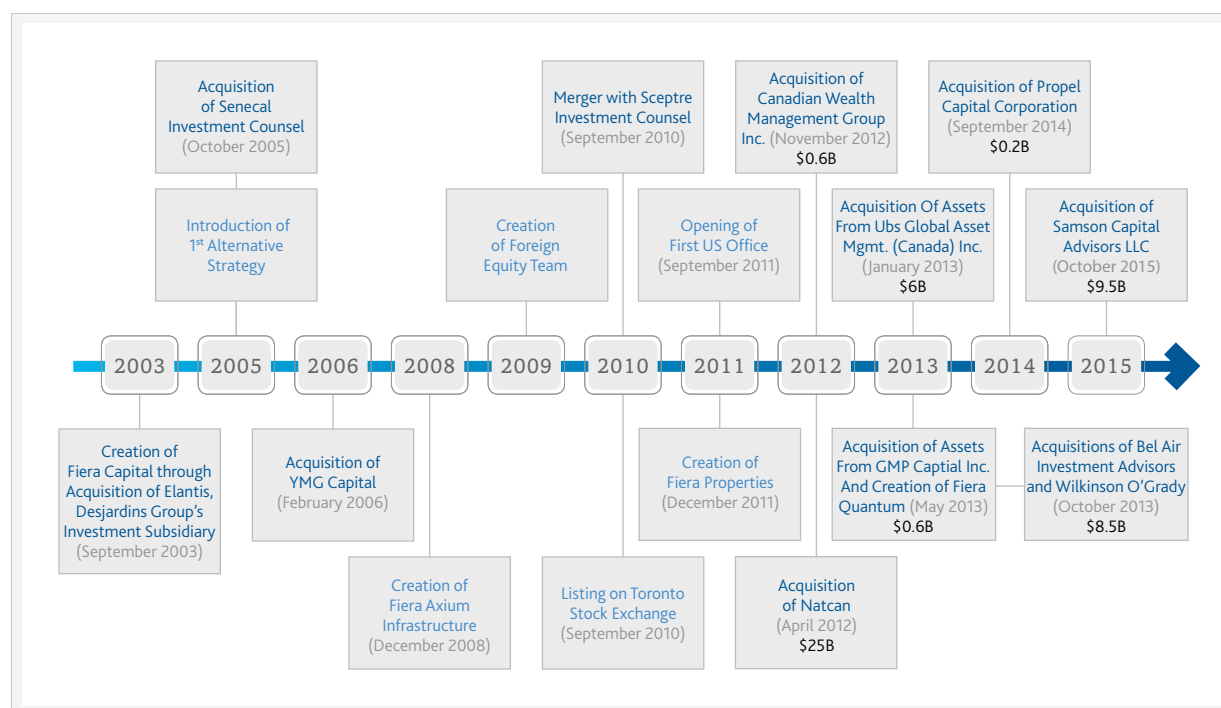 Acquisition
of Senecal
Investment Counsel
(October 2005)
Merger with Sceptre
Investment Counsel
(September 2010)
Acquisition of
Canadian Wealth
Management Group
Inc. (November 2012)
$0.6B
Acquisition of Propel
Capital Corporation
(September 2014)
$0.2B
Introduction of
1st Alternative
Strategy
Creation
of Foreign
Equity Team
Opening of
First US Office
(September 2011)
Acquisition Of Assets
From Ubs Global Asset
Mgmt. (Canada) Inc.
(January 2013)
$6B
Acquisition of
Samson Capital
Advisors LLC
(October 2015)
$9.5B
2003 2005 2006 2008 2009 2010 2011 2012 2013 2014 2015
Creation of
Fiera Capital through
Acquisition of Elantis,
Desjardins Group's
Investment Subsidiary
(September 2003)
Acquisition of
YMG Capital
(February 2006)
Creation of
Fiera Properties
(December 2011)
Acquisition of Assets
From GMP Captial Inc.
And Creation of Fiera
Quantum (May 2013)
$0.6B
Acquisitions of Bel Air
Investment Advisors
and Wilkinson O'Grady
(October 2013)
$8.5B
Creation of
Fiera Axium
Infrastructure
(December 2008)
Listing on Toronto
Stock Exchange
(September 2010)
Acquisition
of Natcan
(April 2012)
$25B